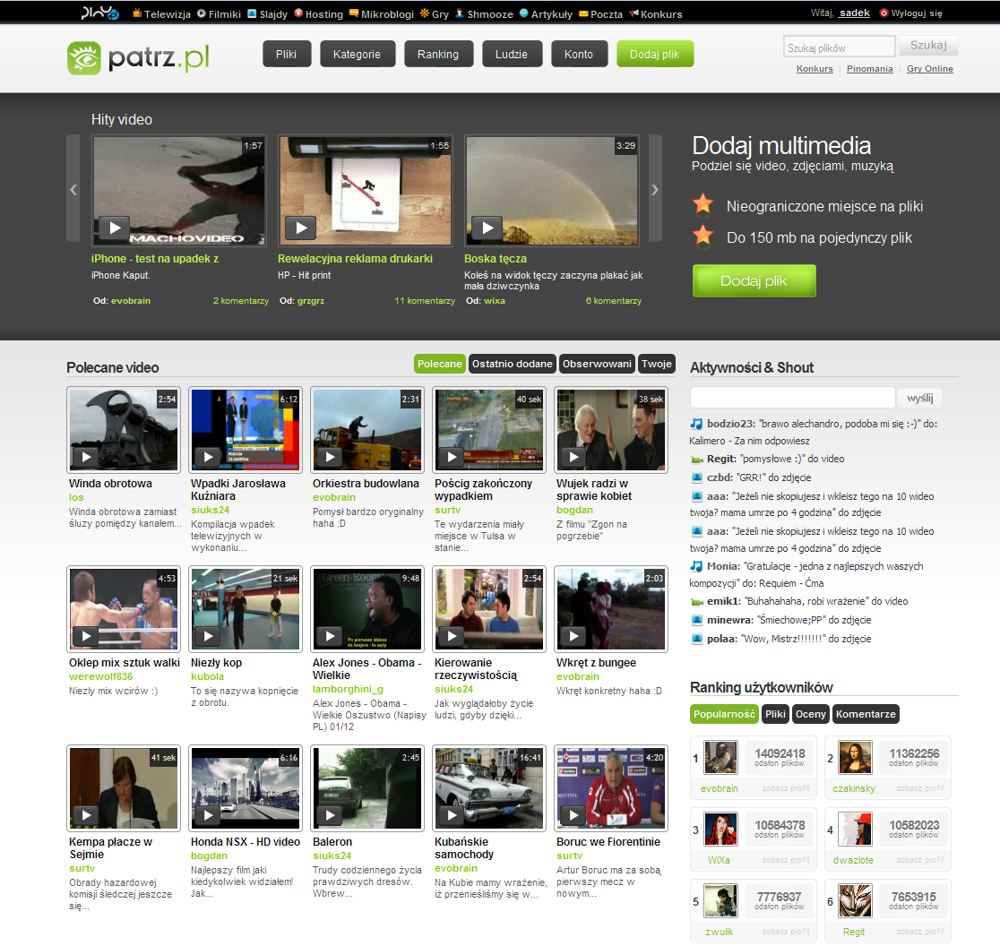 play Telewizja Filmiki Slajdy Hosting Mikroblogi Gry Shmooze Artykuły Poczta Konkurs
Witaj, sadek Wyloguj się
patrz.pl
Pliki Kategorie Ranking Ludzie Konto Dodaj plik
Szukaj plików Szukaj
Konkurs | Pinomania | Gry Online
Hity video
1:57
1:55
3:29
MACHOVIDEO
iPhone - test na upadek z
iPhone Kaput.
Od: evobrain 2 komentarzy
Rewelacyjna reklama drukarki
HP - Hit print
Od: grzgrz 11 komentarzy
Boska tęcza
Koleś na widok tęczy zaczyna plakać jak
mała dziwczynka
Od: wixa 6 komentarzy
Dodaj multimedia
Podziel się video, zdjęciami, muzyką
Nieograniczone miejsce na pliki
Do 150 mb na pojedynczy plik
Dodaj plik
Polecane video
Polecane Ostatnio dodane Obserwowani Twoje
2:54
6:12
2:31
40 sek
38 sek
Winda obrotowa
los
Winda obrotowa zamiast
śluzy pomiędzy kanałem...
Wpadki Jarosława
Kuźniara
siuks24
Kompilacja wpadek
telewizyjnych w
wykonaniu...
Orkiestra budowlana
evobrain
Pomysł bardzo oryginalny
haha :D
Pościg zakończony
wypadkiem
surtv
Te wydarzenia miały
miejsce w Tulsa w
stanie...
Wujek radzi w
sprawie kobiet
bogdan
Z filmu "Zgon na
pogrzebie"
4:53
21 sek
9:48
2:54
2:03
Green-Room
Po pierwsze idziesz
do kasjera - to sądy.
Oklep mix sztuk walki
werewolf836
Niezly mix wcirów :)
Niezły kop
kubola
To się nazywa kopnięcie
z obrotu.
Alex Jones - Obama -
Wielkie
lamborghini_g
Alex Jones - Obama -
Wielkie Oszustwo (Napisy
PL) 01/12
Kierowanie
rzeczywistością
siuks24
Jak wyglądałoby życie
ludzi, gdyby dzięki...
Wkręt z bungee
evobrain
Wkręt konkretny haha :D
41 sek
6:16
2:45
16:41
4:20
Kempa płacze w
Sejmie
surtv
Obrady hazardowej
komisji śledczej jeszcze
się...
Honda NSX - HD video
bogdan
Najlepszy film jaki
kiedykolwiek widziałem!
Jak...
Baleron
siuks24
Trudy codziennego życia
prawdziwych dresów.
Wbrew...
Kubańskie
samochody
evobrain
Na Kubie mamy wrażenie,
iż przenieśliśmy się w...
Boruc we Fiorentinie
surtv
Artur Boruc ma za sobą
pierwszy mecz w
nowym...
Aktywności & Shout
wyślij
bodzio23: "brawo alechandro, podoba mi się :-)" do:
Kalimero - Za nim odpowiesz
Regit: "pomysłowe :)" do video
czbd: "GRR!" do zdjęcie
aaa: "Jeżeli nie skopiujesz i wkleisz tego na 10 wideo
twoja? mama umrze po 4 godzina" do zdjęcie
aaa: "Jeżeli nie skopiujesz i wkleisz tego na 10 wideo
twoja? mama umrze po 4 godzina" do zdjęcie
Monia: "Gratulacje - jedna z najlepszych waszych
kompozycji" do: Requiem - Ćma
emik1: "Buhahahaha, robi wrażenie" do video
minewra: "Śmiechowe;PP" do zdjęcie
polaa: "Wow, Mistrz!!!!!!!" do zdjęcie
Ranking użytkowników
Popularność Pliki Oceny Komentarze
1 14092418
odsłon plików
evobrain zobacz profil
2 11362256
odsłon plików
czakinsky zobacz profil
3 10584378
odsłon plików
WiXa zobacz profil
4 10582023
odsłon plików
dwazlote zobacz profil
5 7776937
odsłon plików
zwulik zobacz profil
6 7653915
odsłon plików
Regit zobacz profil